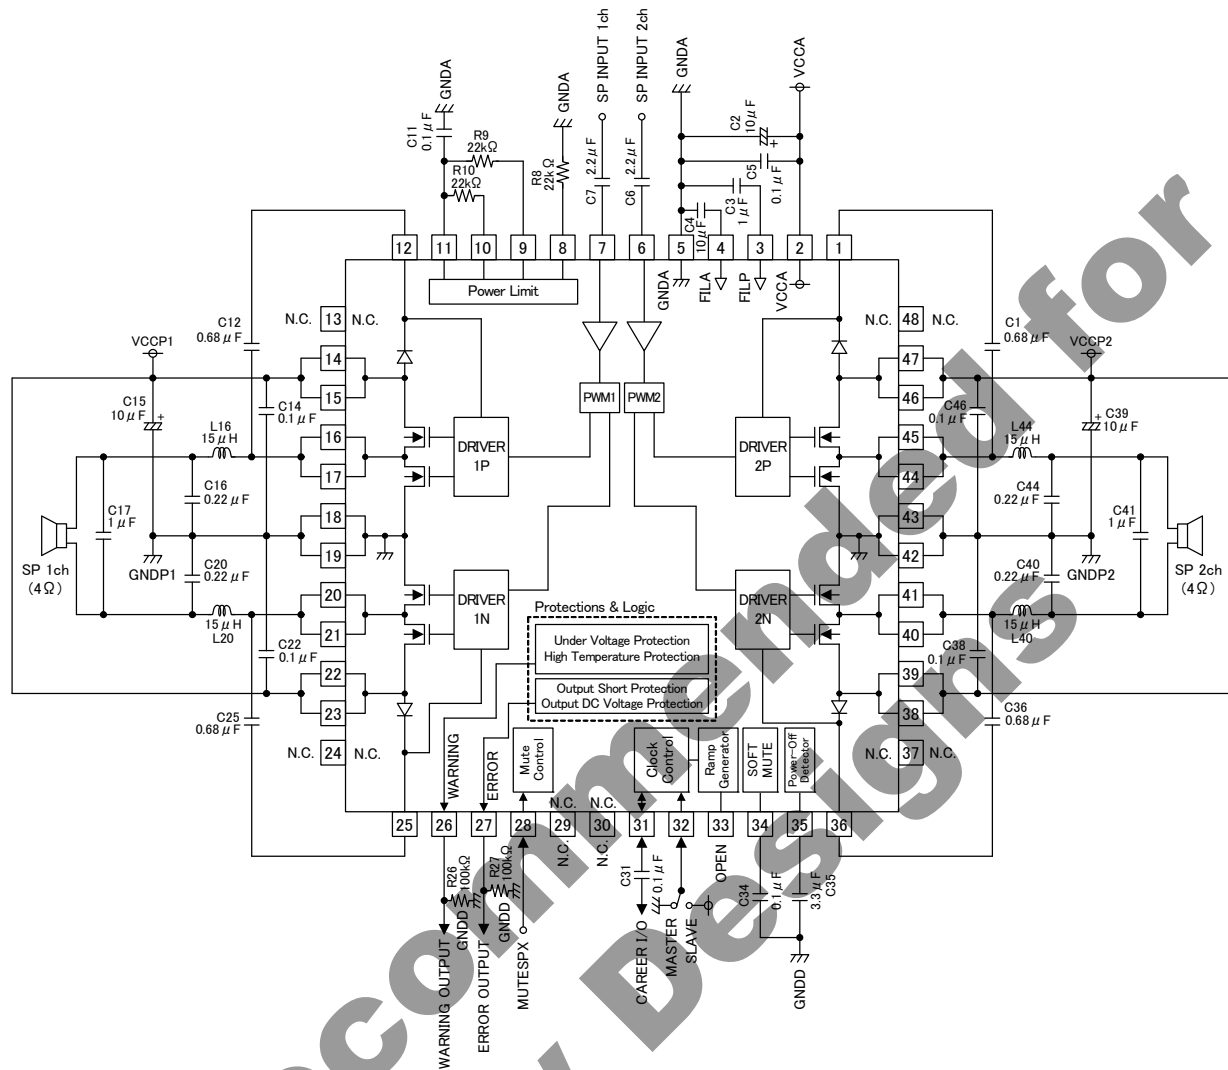 GNDA
GNDA
SP INPUT 1ch
SP INPUT 2ch
GNDA
VCCA
C11
0.1μF
R9
22kΩ
R10
22kΩ
R8
22kΩ
C7 2.2μF
C6 2.2μF
C2
10μF
+
C5
0.1μF
C3
1μF
C4
10μF
12
11
10
9
8
7
6
5
4
3
2
1
Power Limit
GNDA
FILA
FILP
VCCA
C12
0.68μF
N.C. 13 N.C.
N.C. 48 N.C.
C1
0.68μF
VCCP1
14
47
VCCP2
C15
10μF
+
C14
0.1μF
15
PWM1
PWM2
46
C46
0.1μF
+
C39
10μF
L16
15μH
16
DRIVER
1P
DRIVER
2P
45
L44
15μH
17
44
C17
1μF
C16
0.22μF
18
43
C44
0.22μF
C41
1μF
SP 1ch
(4Ω)
GNDP1
19
42
GNDP2
SP 2ch
(4Ω)
C20
0.22μF
20
DRIVER
1N
DRIVER
2N
41
C40
0.22μF
15μH
L20
21
40
15μH
L40
Protections & Logic
Under Voltage Protection
High Temperature Protection
Output Short Protection
Output DC Voltage Protection
C22
0.1μF
22
39
C38
0.1μF
C25
0.68μF
23
38
C36
0.68μF
N.C. 24 N.C.
N.C. 37 N.C.
WARNING
ERROR
Mute
Control
Clock
Control
Ramp
Generator
SOFT
MUTE
Power-Off
Detector
N.C.
N.C.
25
26
27
28
29
30
31
32
33
34
35
36
N.C.
N.C.
OPEN
R26
100kΩ
GNDD
R27
100kΩ
GNDD
C31
0.1μF
C34
0.1μF
3.3μF
C35
WARNING OUTPUT
ERROR OUTPUT
MUTESPX
CAREER I/O
MASTER
SLAVE
GNDD
commended for
Designs